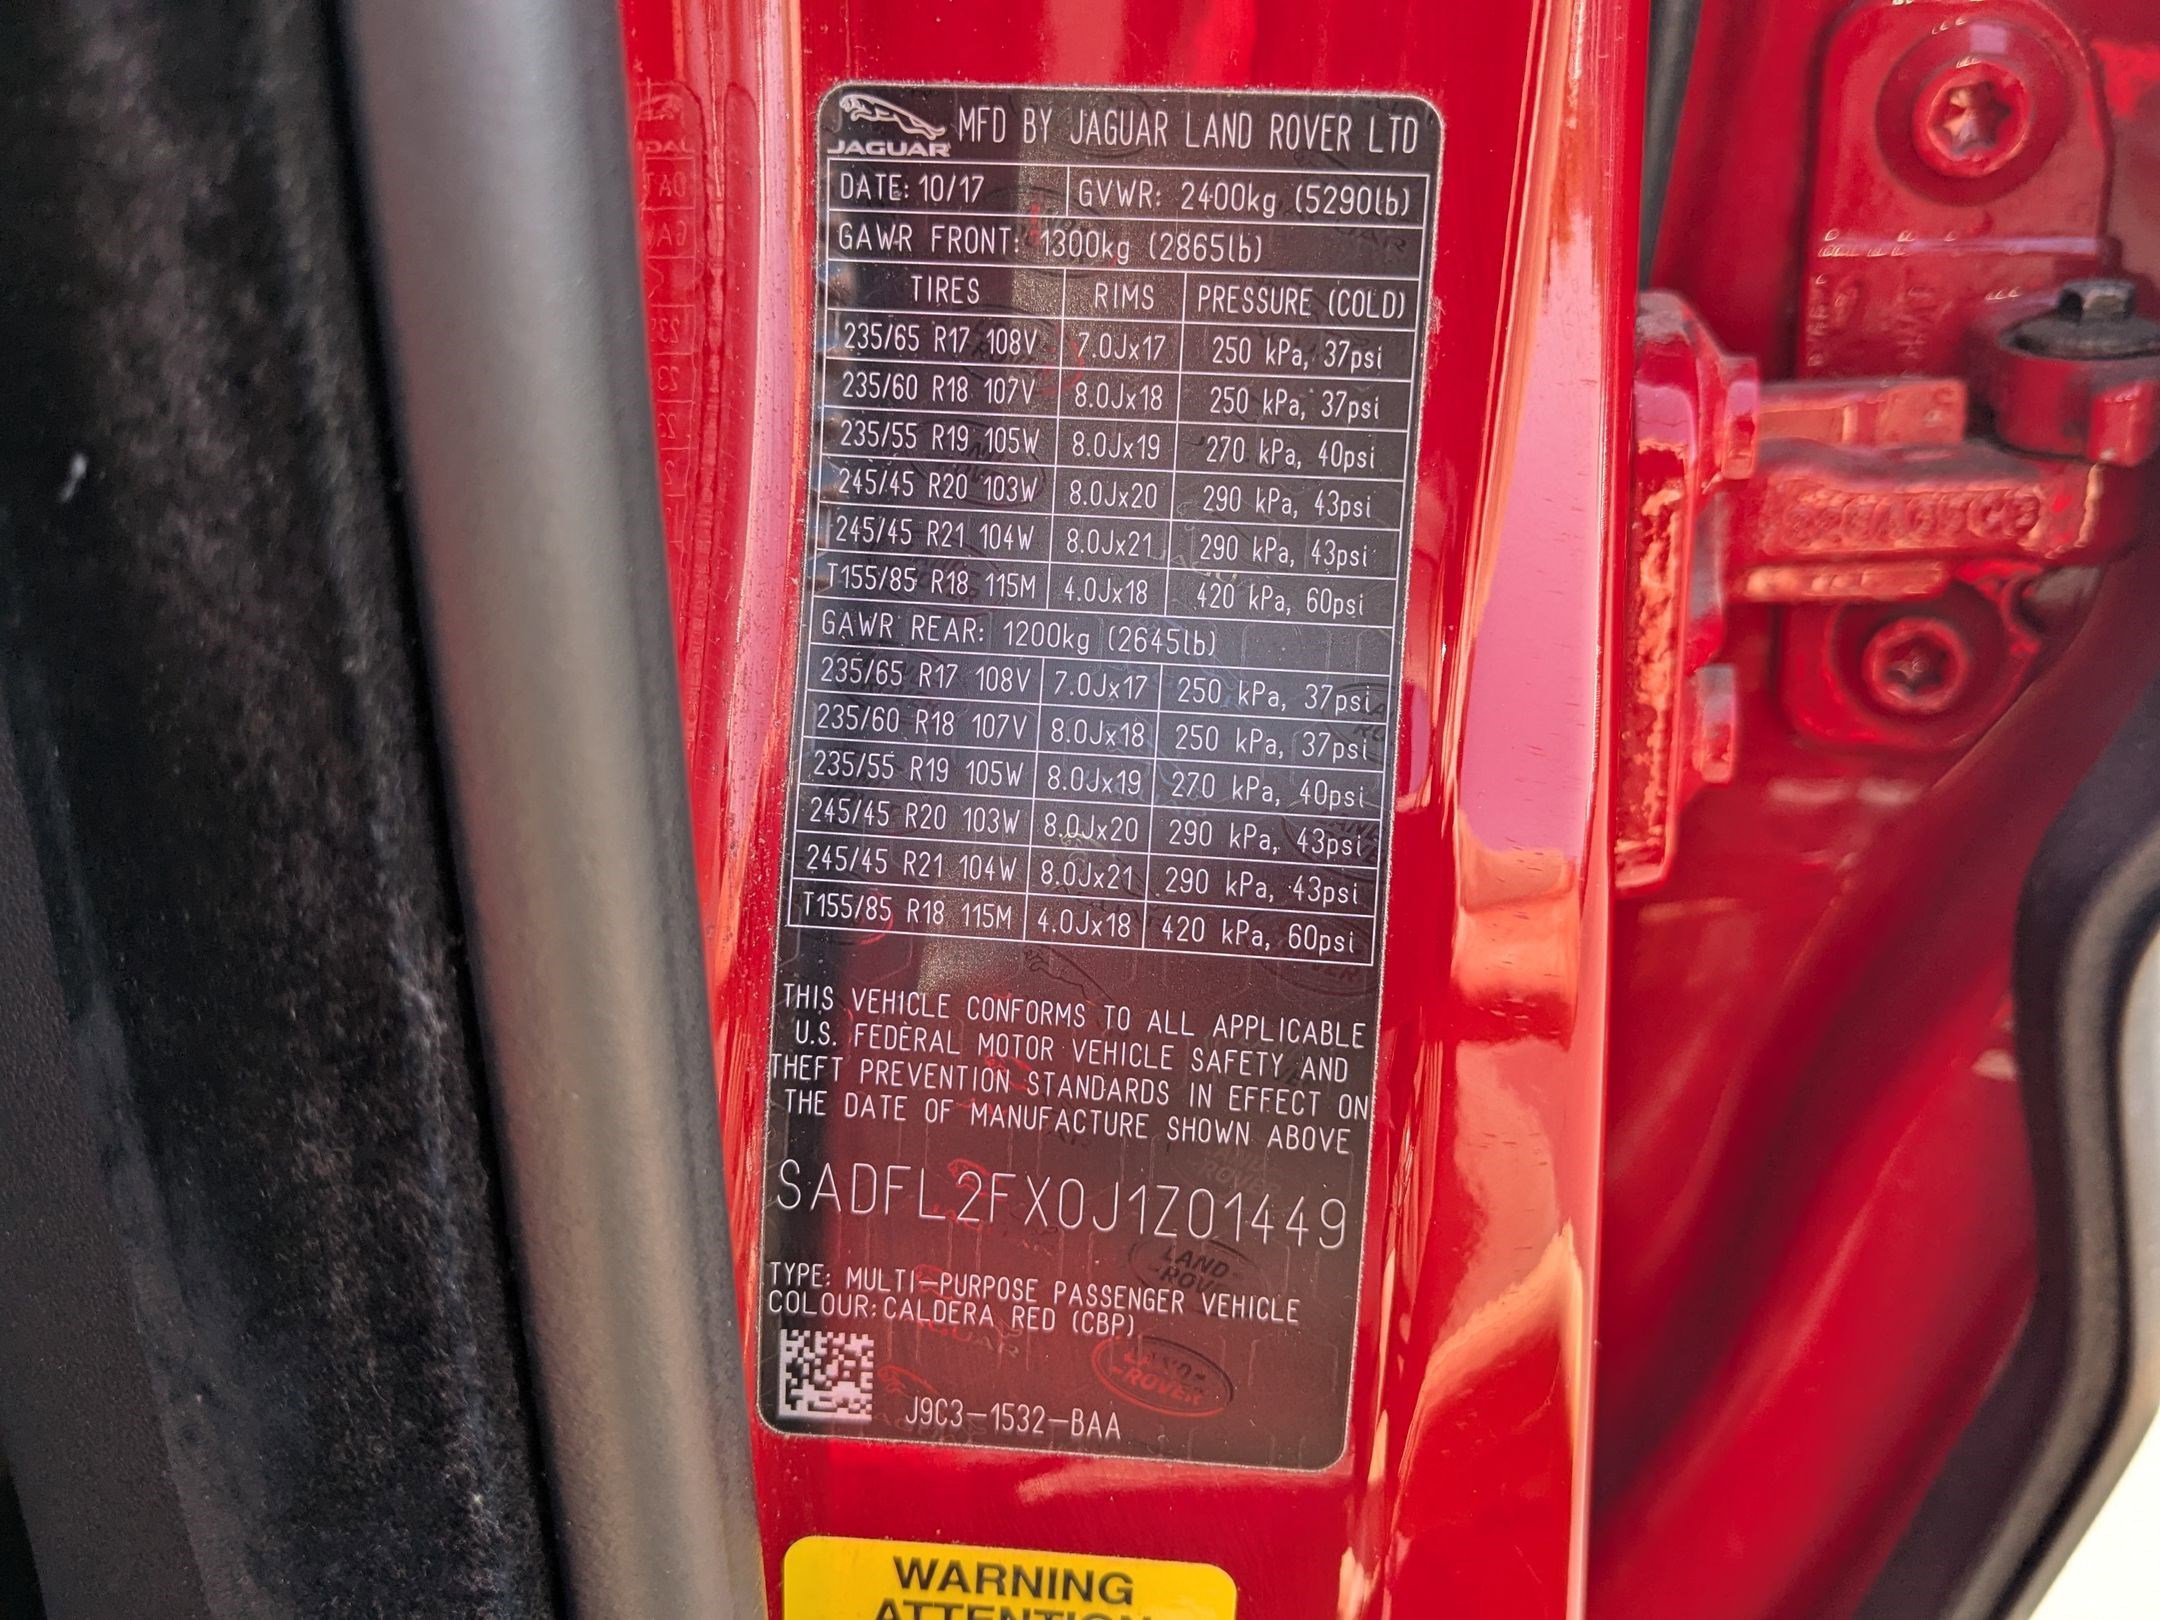 JAGUAR MFD BY JAGUAR LAND ROVER LTD
DATE: 10/17 GVWR: 2400kg (5290lb)
GAWR FRONT: 1300kg (2865lb)
TIRES RIMS PRESSURE (COLD)
235/65 R17 108V 7.0Jx17 250 kPa, 37psi
235/60 R18 107V 8.0Jx18 250 kPa, 37psi
235/55 R19 105W 8.0Jx19 270 kPa, 40psi
245/45 R20 103W 8.0Jx20 290 kPa, 43psi
245/45 R21 104W 8.0Jx21 290 kPa, 43psi
T155/85 R18 115M 4.0Jx18 420 kPa, 60psi
GAWR REAR: 1200kg (2645lb)
235/65 R17 108V 7.0Jx17 250 kPa, 37psi
235/60 R18 107V 8.0Jx18 250 kPa, 37psi
235/55 R19 105W 8.0Jx19 270 kPa, 40psi
245/45 R20 103W 8.0Jx20 290 kPa, 43psi
245/45 R21 104W 8.0Jx21 290 kPa, 43psi
T155/85 R18 115M 4.0Jx18 420 kPa, 60psi
THIS VEHICLE CONFORMS TO ALL APPLICABLE
U.S. FEDERAL MOTOR VEHICLE SAFETY AND
THEFT PREVENTION STANDARDS IN EFFECT ON
THE DATE OF MANUFACTURE SHOWN ABOVE
SADFL2FX0J1Z01449
TYPE: MULTI-PURPOSE PASSENGER VEHICLE
COLOUR: CALDERA RED (CBP)
J9C3-1532-BAA
WARNING
ATTENTION